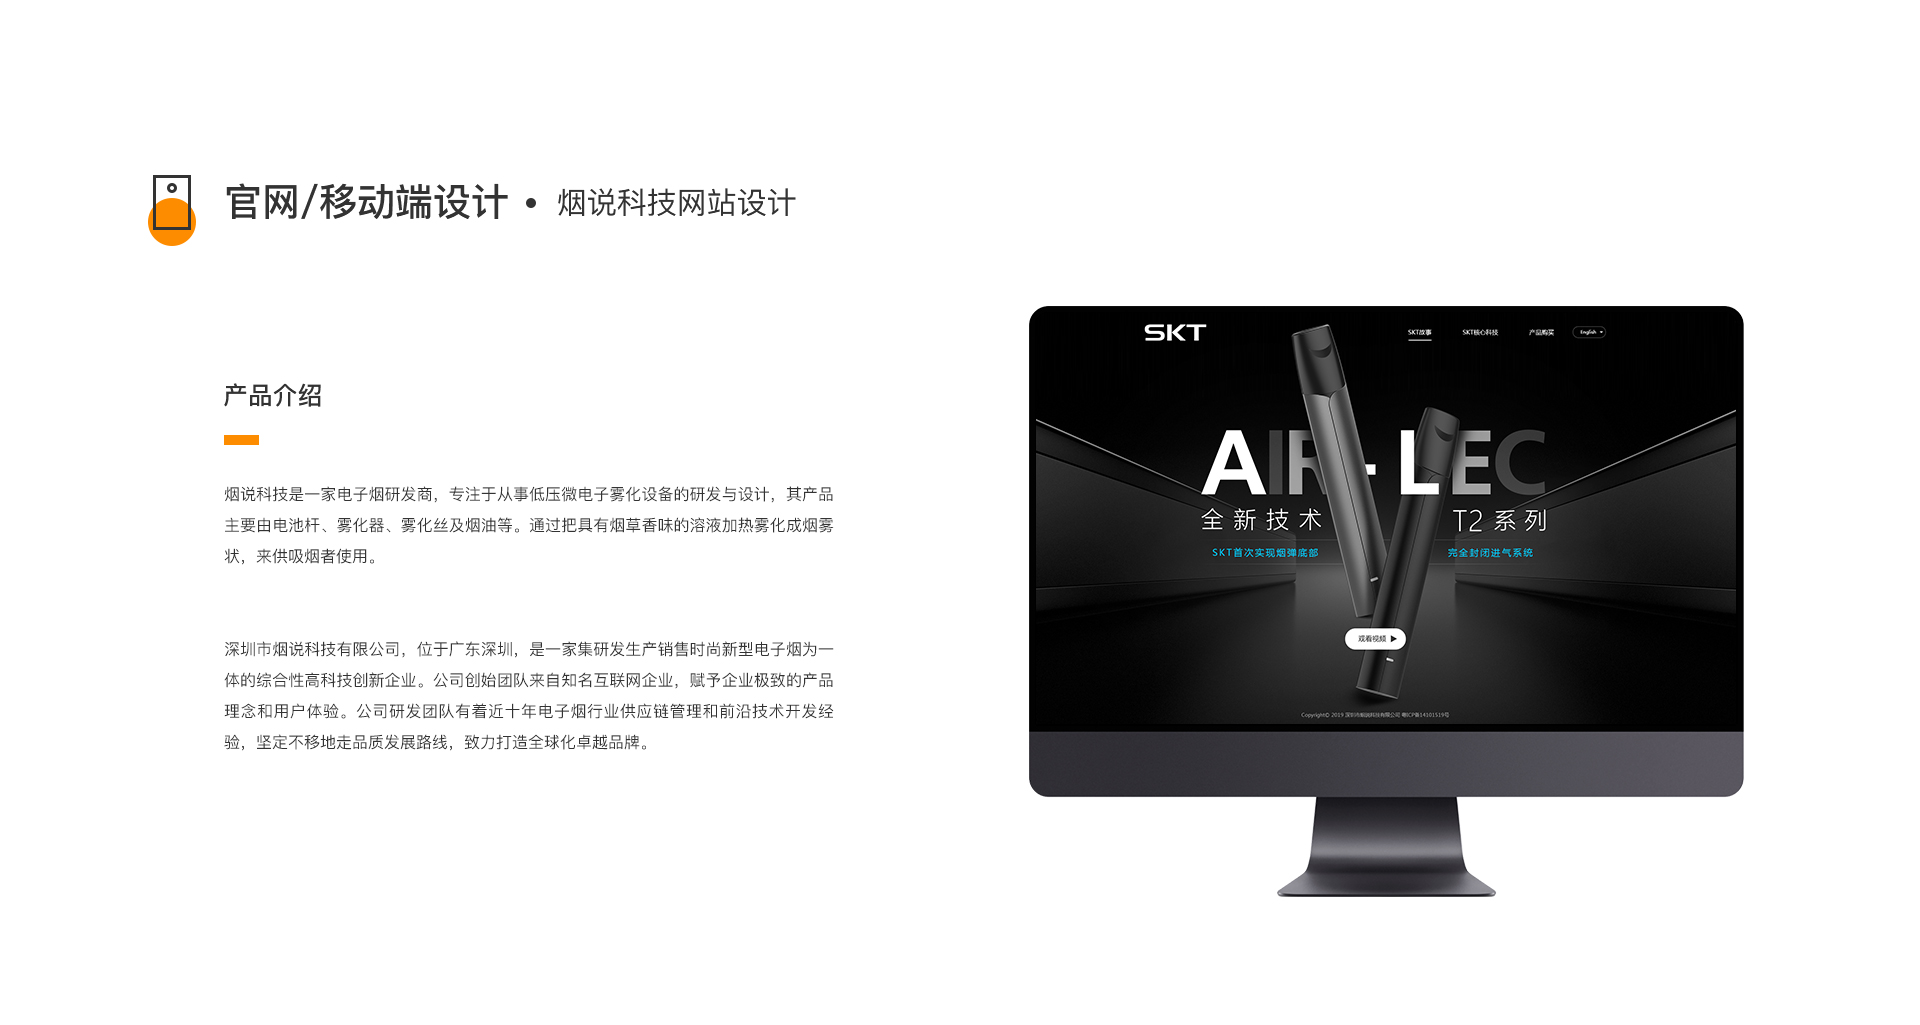 官网/移动端设计 • 烟说科技网站设计
产品介绍
烟说科技是一家电子烟研发商，专注于从事低压微电子雾化设备的研发与设计，其产品
主要由电池杆、雾化器、雾化丝及烟油等。通过把具有烟草香味的溶液加热雾化成烟雾
状，来供吸烟者使用。
深圳市烟说科技有限公司，位于广东深圳，是一家集研发生产销售时尚新型电子烟为一
体的综合性高科技创新企业。公司创始团队来自知名互联网企业，赋予企业极致的产品
理念和用户体验。公司研发团队有着近十年电子烟行业供应链管理和前沿技术开发经
验，坚定不移地走品质发展路线，致力打造全球化卓越品牌。
SKT
SKT故事 SKT核心科技 产品购买 English
AIR-LEC
全新技术 T2系列
SKT首次实现烟弹底部 完全封闭进气系统
观看视频
Copyright© 2019 深圳市烟说科技有限公司 粤ICP备14101519号